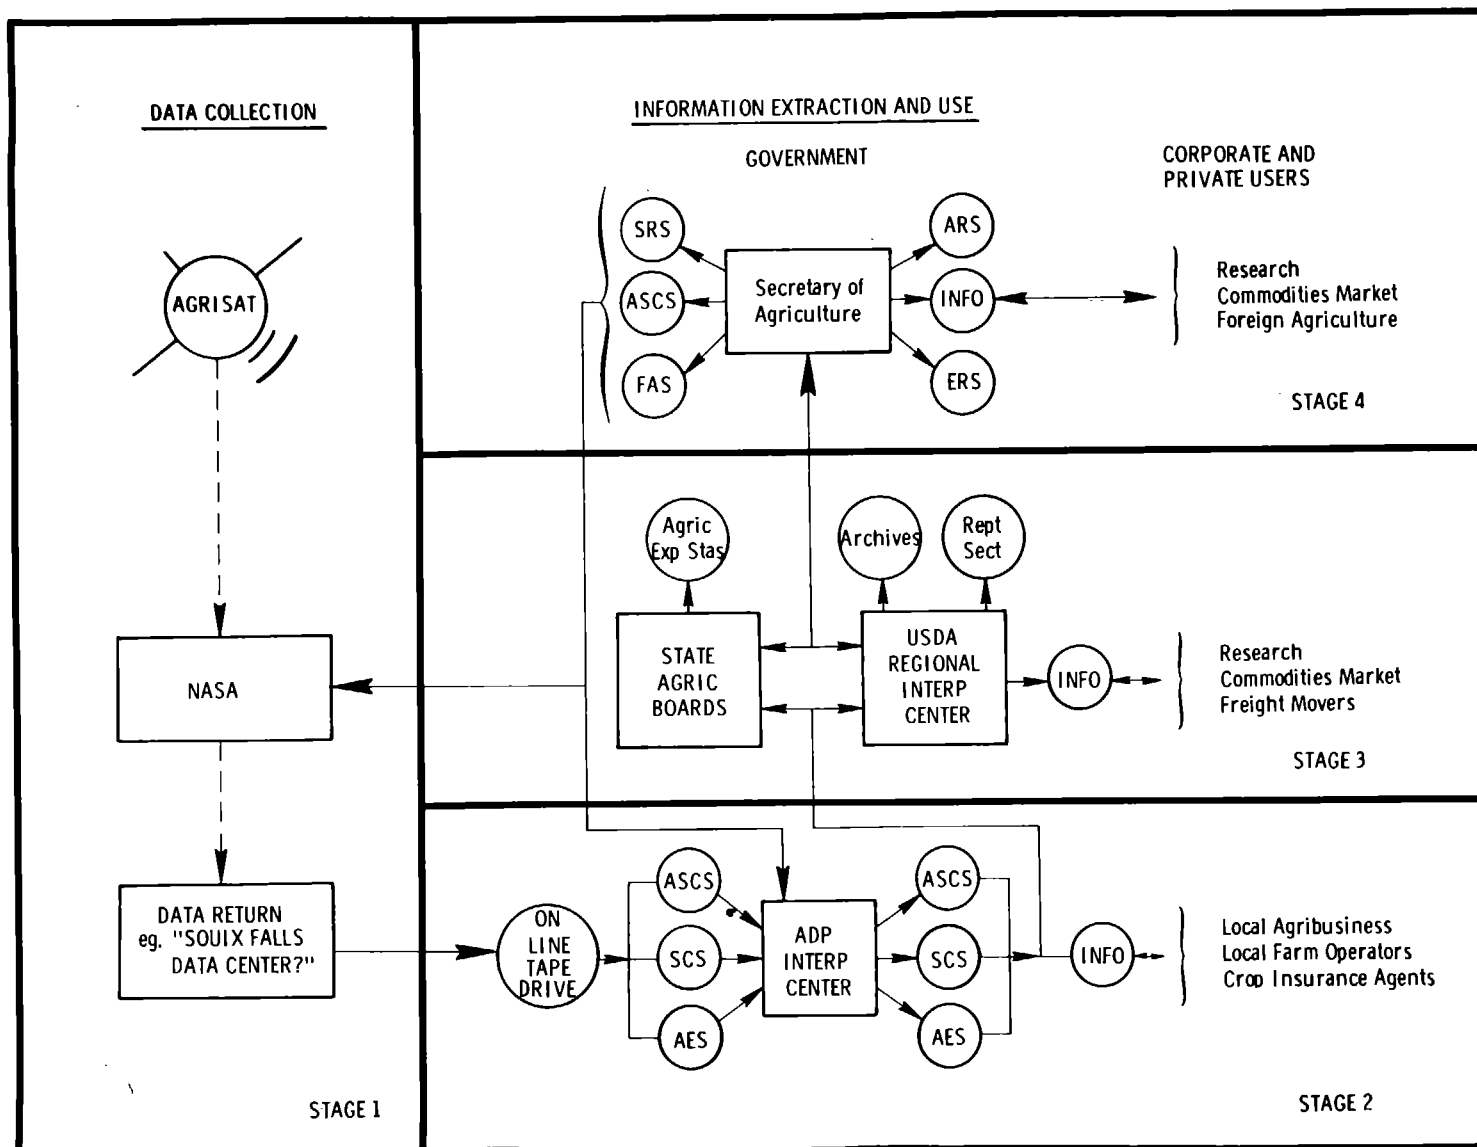 DATA COLLECTION
AGRISAT
NASA
DATA RETURN
eg. "SOUIX FALLS
DATA CENTER?"
STAGE 1
INFORMATION EXTRACTION AND USE
GOVERNMENT
CORPORATE AND
PRIVATE USERS
SRS
ASCS
FAS
Secretary of
Agriculture
ARS
INFO
ERS
Research
Commodities Market
Foreign Agriculture
STAGE 4
Agric
Exp Stas
Archives
Rept
Sect
STATE
AGRIC
BOARDS
USDA
REGIONAL
INTERP
CENTER
INFO
Research
Commodities Market
Freight Movers
STAGE 3
ON
LINE
TAPE
DRIVE
ASCS
SCS
AES
ADP
INTERP
CENTER
ASCS
SCS
AES
INFO
Local Agribusiness
Local Farm Operators
Crop Insurance Agents
STAGE 2